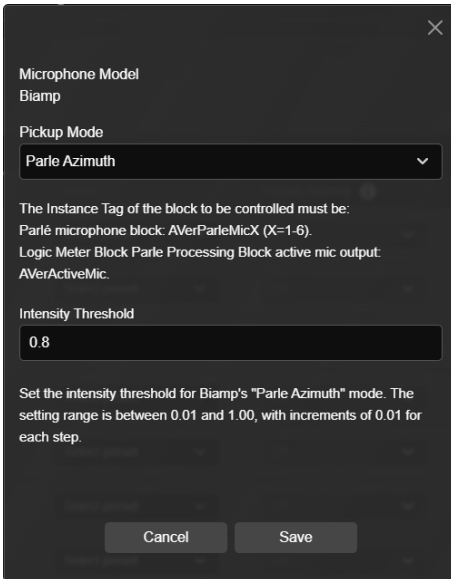 Microphone Model
Biamp
Pickup Mode
Parle Azimuth
The Instance Tag of the block to be controlled must be:
Parlé microphone block: AVerParleMicX (X=1-6).
Logic Meter Block Parle Processing Block active mic output:
AVerActiveMic.
Intensity Threshold
0.8
Set the intensity threshold for Biamp's "Parle Azimuth" mode. The
setting range is between 0.01 and 1.00, with increments of 0.01 for
each step.
Cancel
Save